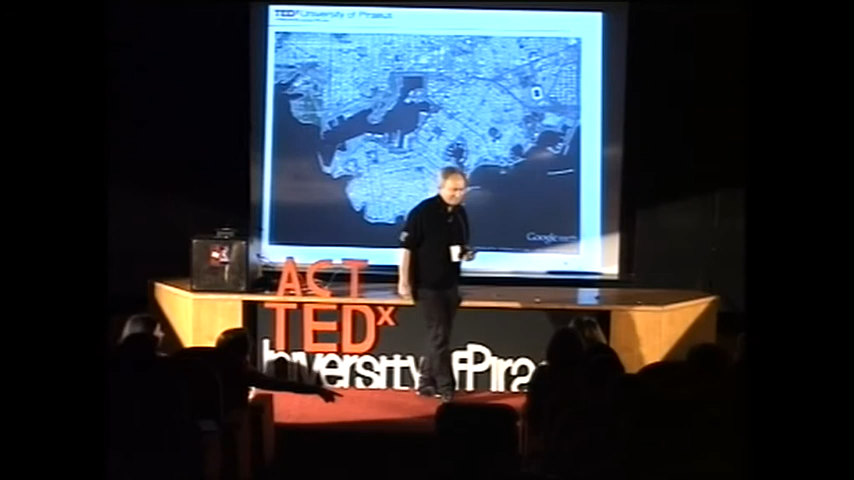 TEDxUniversity of Piraeus
Google
ACT
TEDx
University of Pira